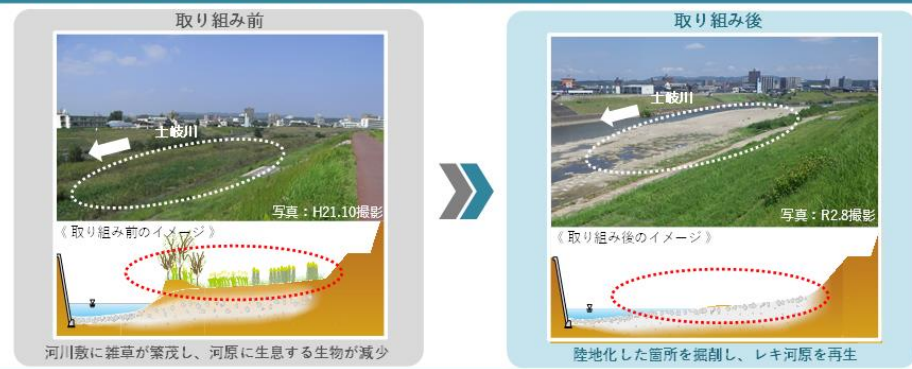 取り組み前
土岐川
写真：H21.10撮影
《 取り組み前のイメージ 》
河川敷に雑草が繁茂し、河原に生息する生物が減少
取り組み後
土岐川
写真：R2.8撮影
《 取り組み後のイメージ 》
陸地化した箇所を掘削し、レキ河原を再生